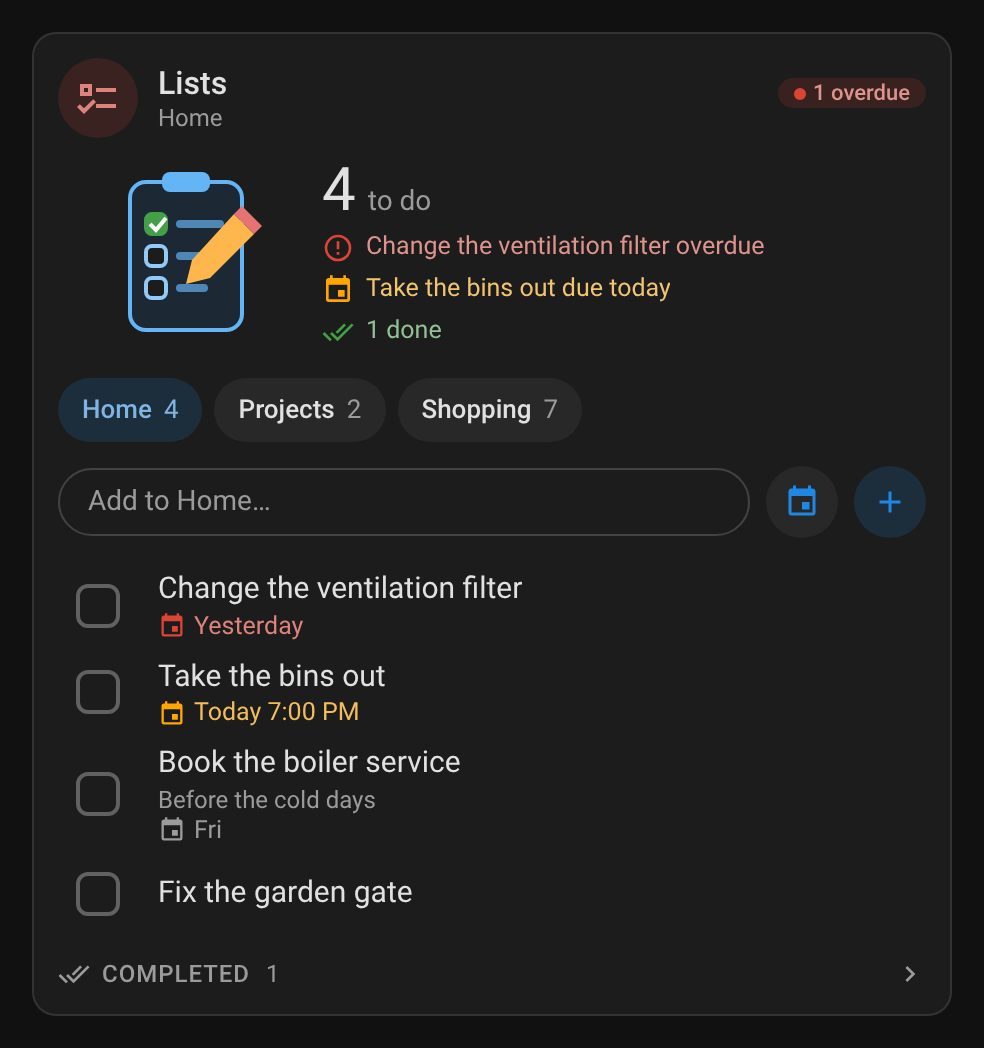 Lists
Home
1 overdue
4 to do
Change the ventilation filter overdue
Take the bins out due today
1 done
Home 4
Projects 2
Shopping 7
Add to Home…
Change the ventilation filter
Yesterday
Take the bins out
Today 7:00 PM
Book the boiler service
Before the cold days
Fri
Fix the garden gate
COMPLETED 1